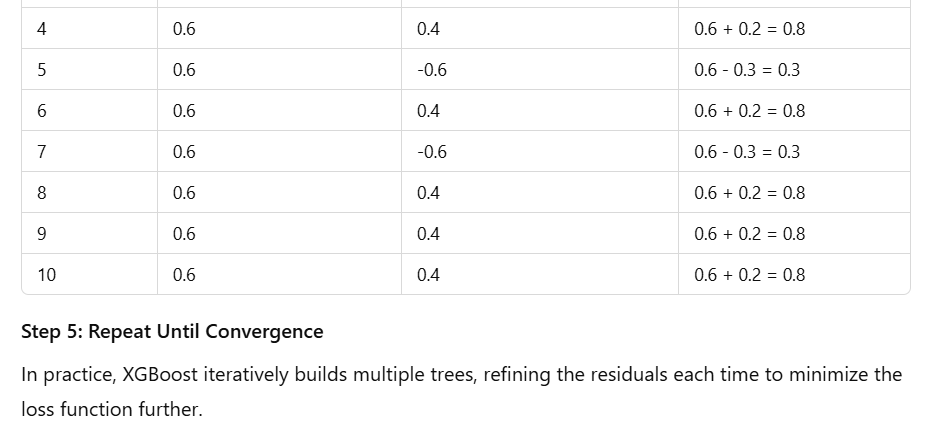 4 0.6 0.4 0.6 + 0.2 = 0.8
5 0.6 -0.6 0.6 - 0.3 = 0.3
6 0.6 0.4 0.6 + 0.2 = 0.8
7 0.6 -0.6 0.6 - 0.3 = 0.3
8 0.6 0.4 0.6 + 0.2 = 0.8
9 0.6 0.4 0.6 + 0.2 = 0.8
10 0.6 0.4 0.6 + 0.2 = 0.8
Step 5: Repeat Until Convergence
In practice, XGBoost iteratively builds multiple trees, refining the residuals each time to minimize the
loss function further.